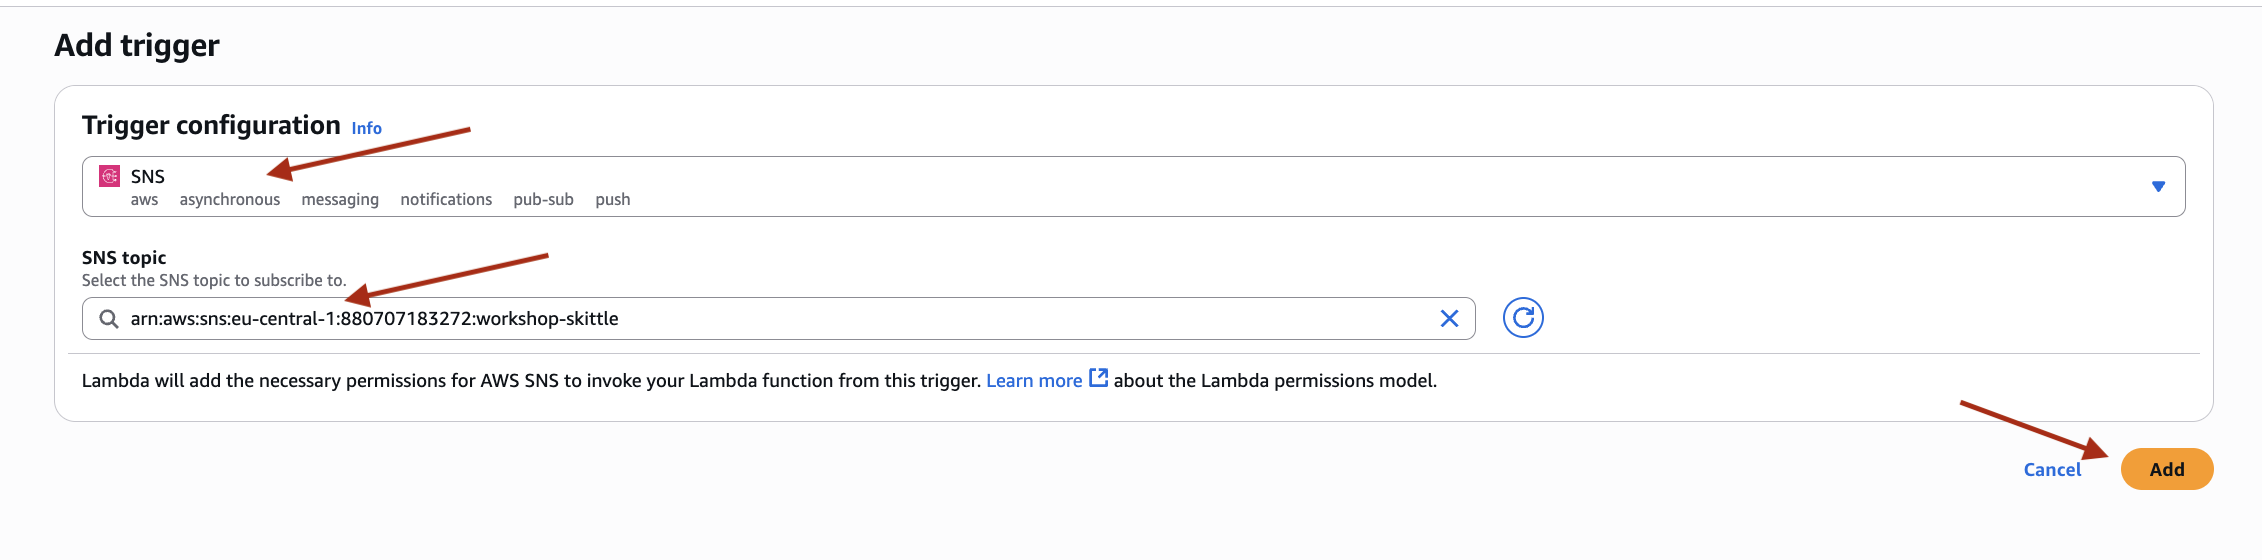 Add trigger
Trigger configuration Info
SNS
aws asynchronous messaging notifications pub-sub push
SNS topic
Select the SNS topic to subscribe to.
arn:aws:sns:eu-central-1:880707183272:workshop-skittle
Lambda will add the necessary permissions for AWS SNS to invoke your Lambda function from this trigger. Learn more about the Lambda permissions model.
Cancel Add